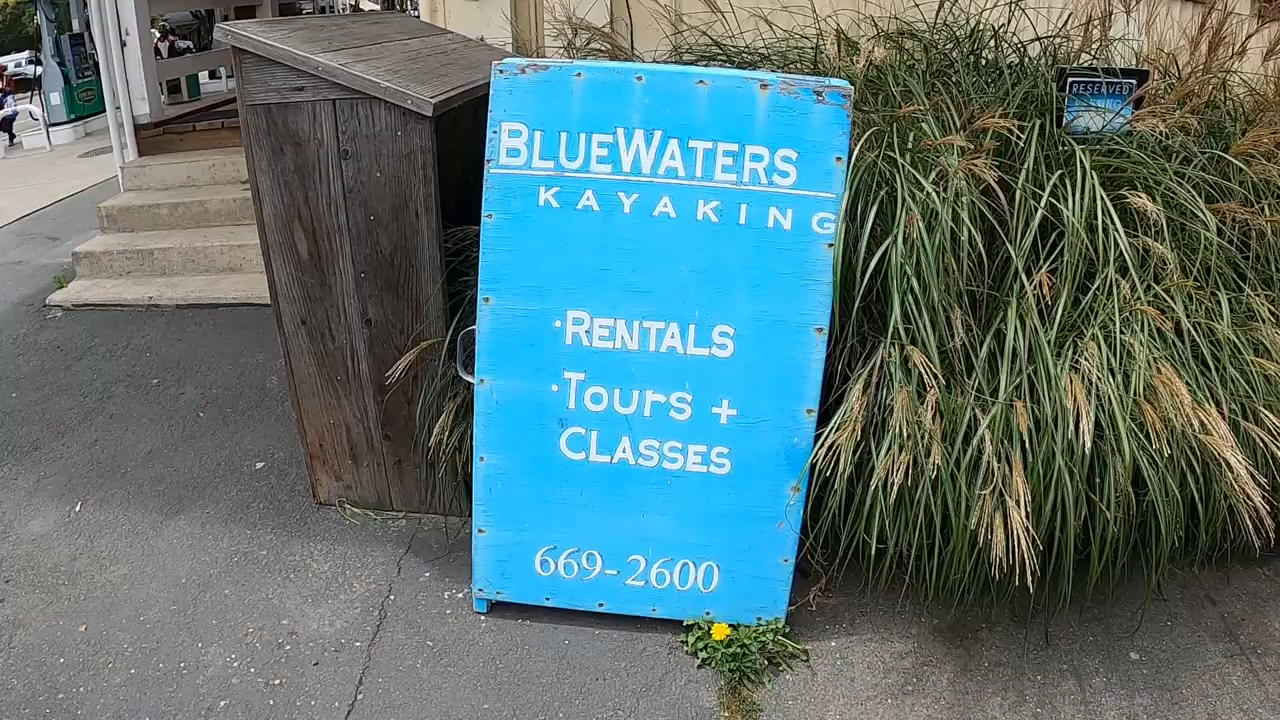 BLUEWATERS
KAYAKING
·RENTALS
·Tours +
CLASSES
669-2600
RESERVED